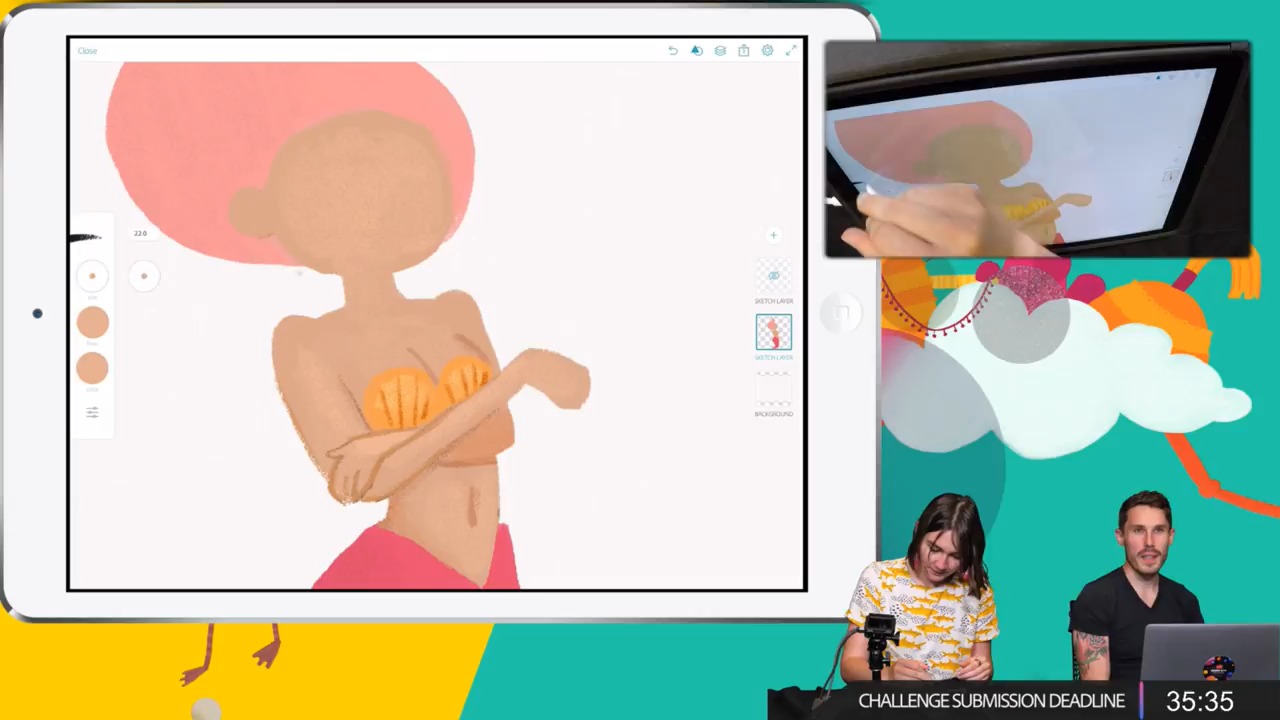 Close
22.0
SKETCH LAYER
SKETCH LAYER
BACKGROUND
CHALLENGE SUBMISSION DEADLINE
35:35